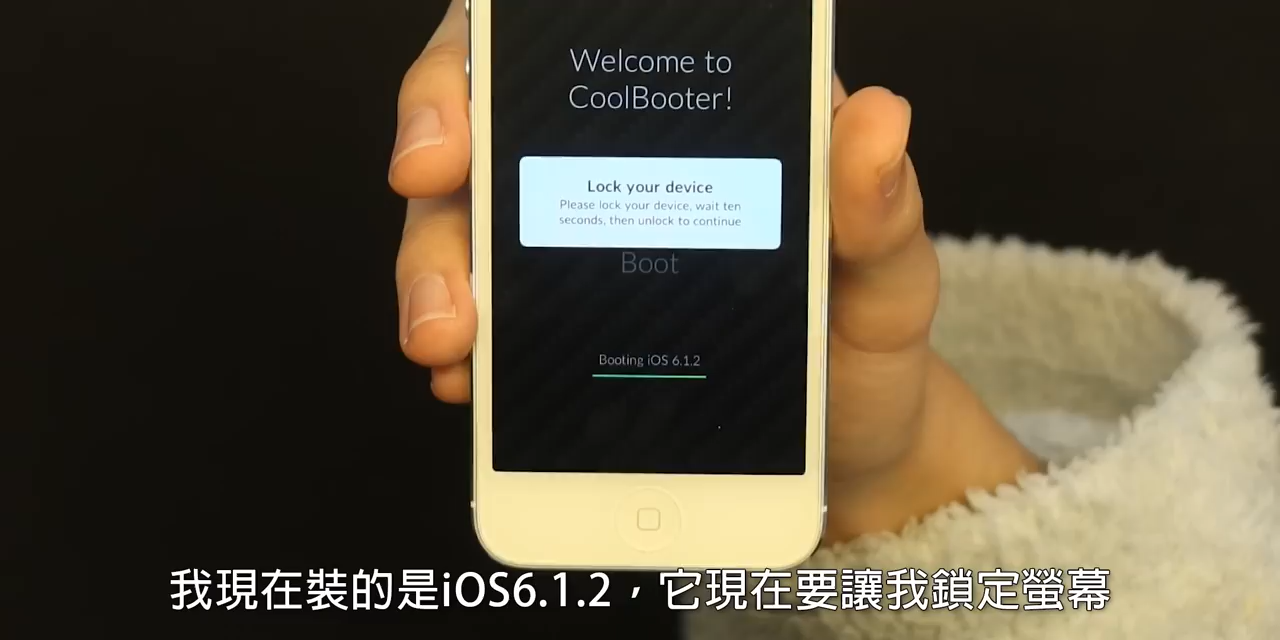 Welcome to
CoolBooter!
Lock your device
Please lock your device, wait ten
seconds, then unlock to continue
Boot
Booting iOS 6.1.2
我現在裝的是iOS6.1.2，它現在要讓我鎖定螢幕